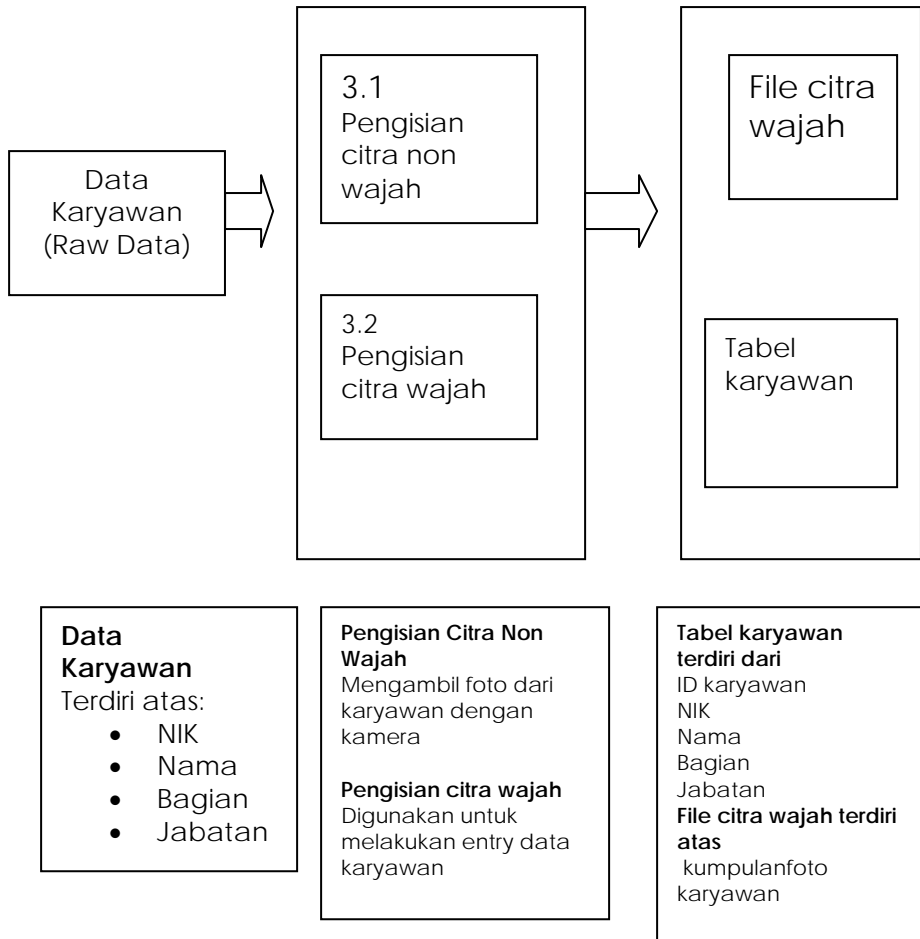 Data
Karyawan
(Raw Data)
3.1
Pengisian
citra non
wajah
3.2
Pengisian
citra wajah
File citra
wajah
Tabel
karyawan
Data
Karyawan
Terdiri atas:
• NIK
• Nama
• Bagian
• Jabatan
Pengisian Citra Non
Wajah
Mengambil foto dari
karyawan dengan
kamera
Pengisian citra wajah
Digunakan untuk
melakukan entry data
karyawan
Tabel karyawan
terdiri dari
ID karyawan
NIK
Nama
Bagian
Jabatan
File citra wajah terdiri
atas
kumpulanfoto
karyawan